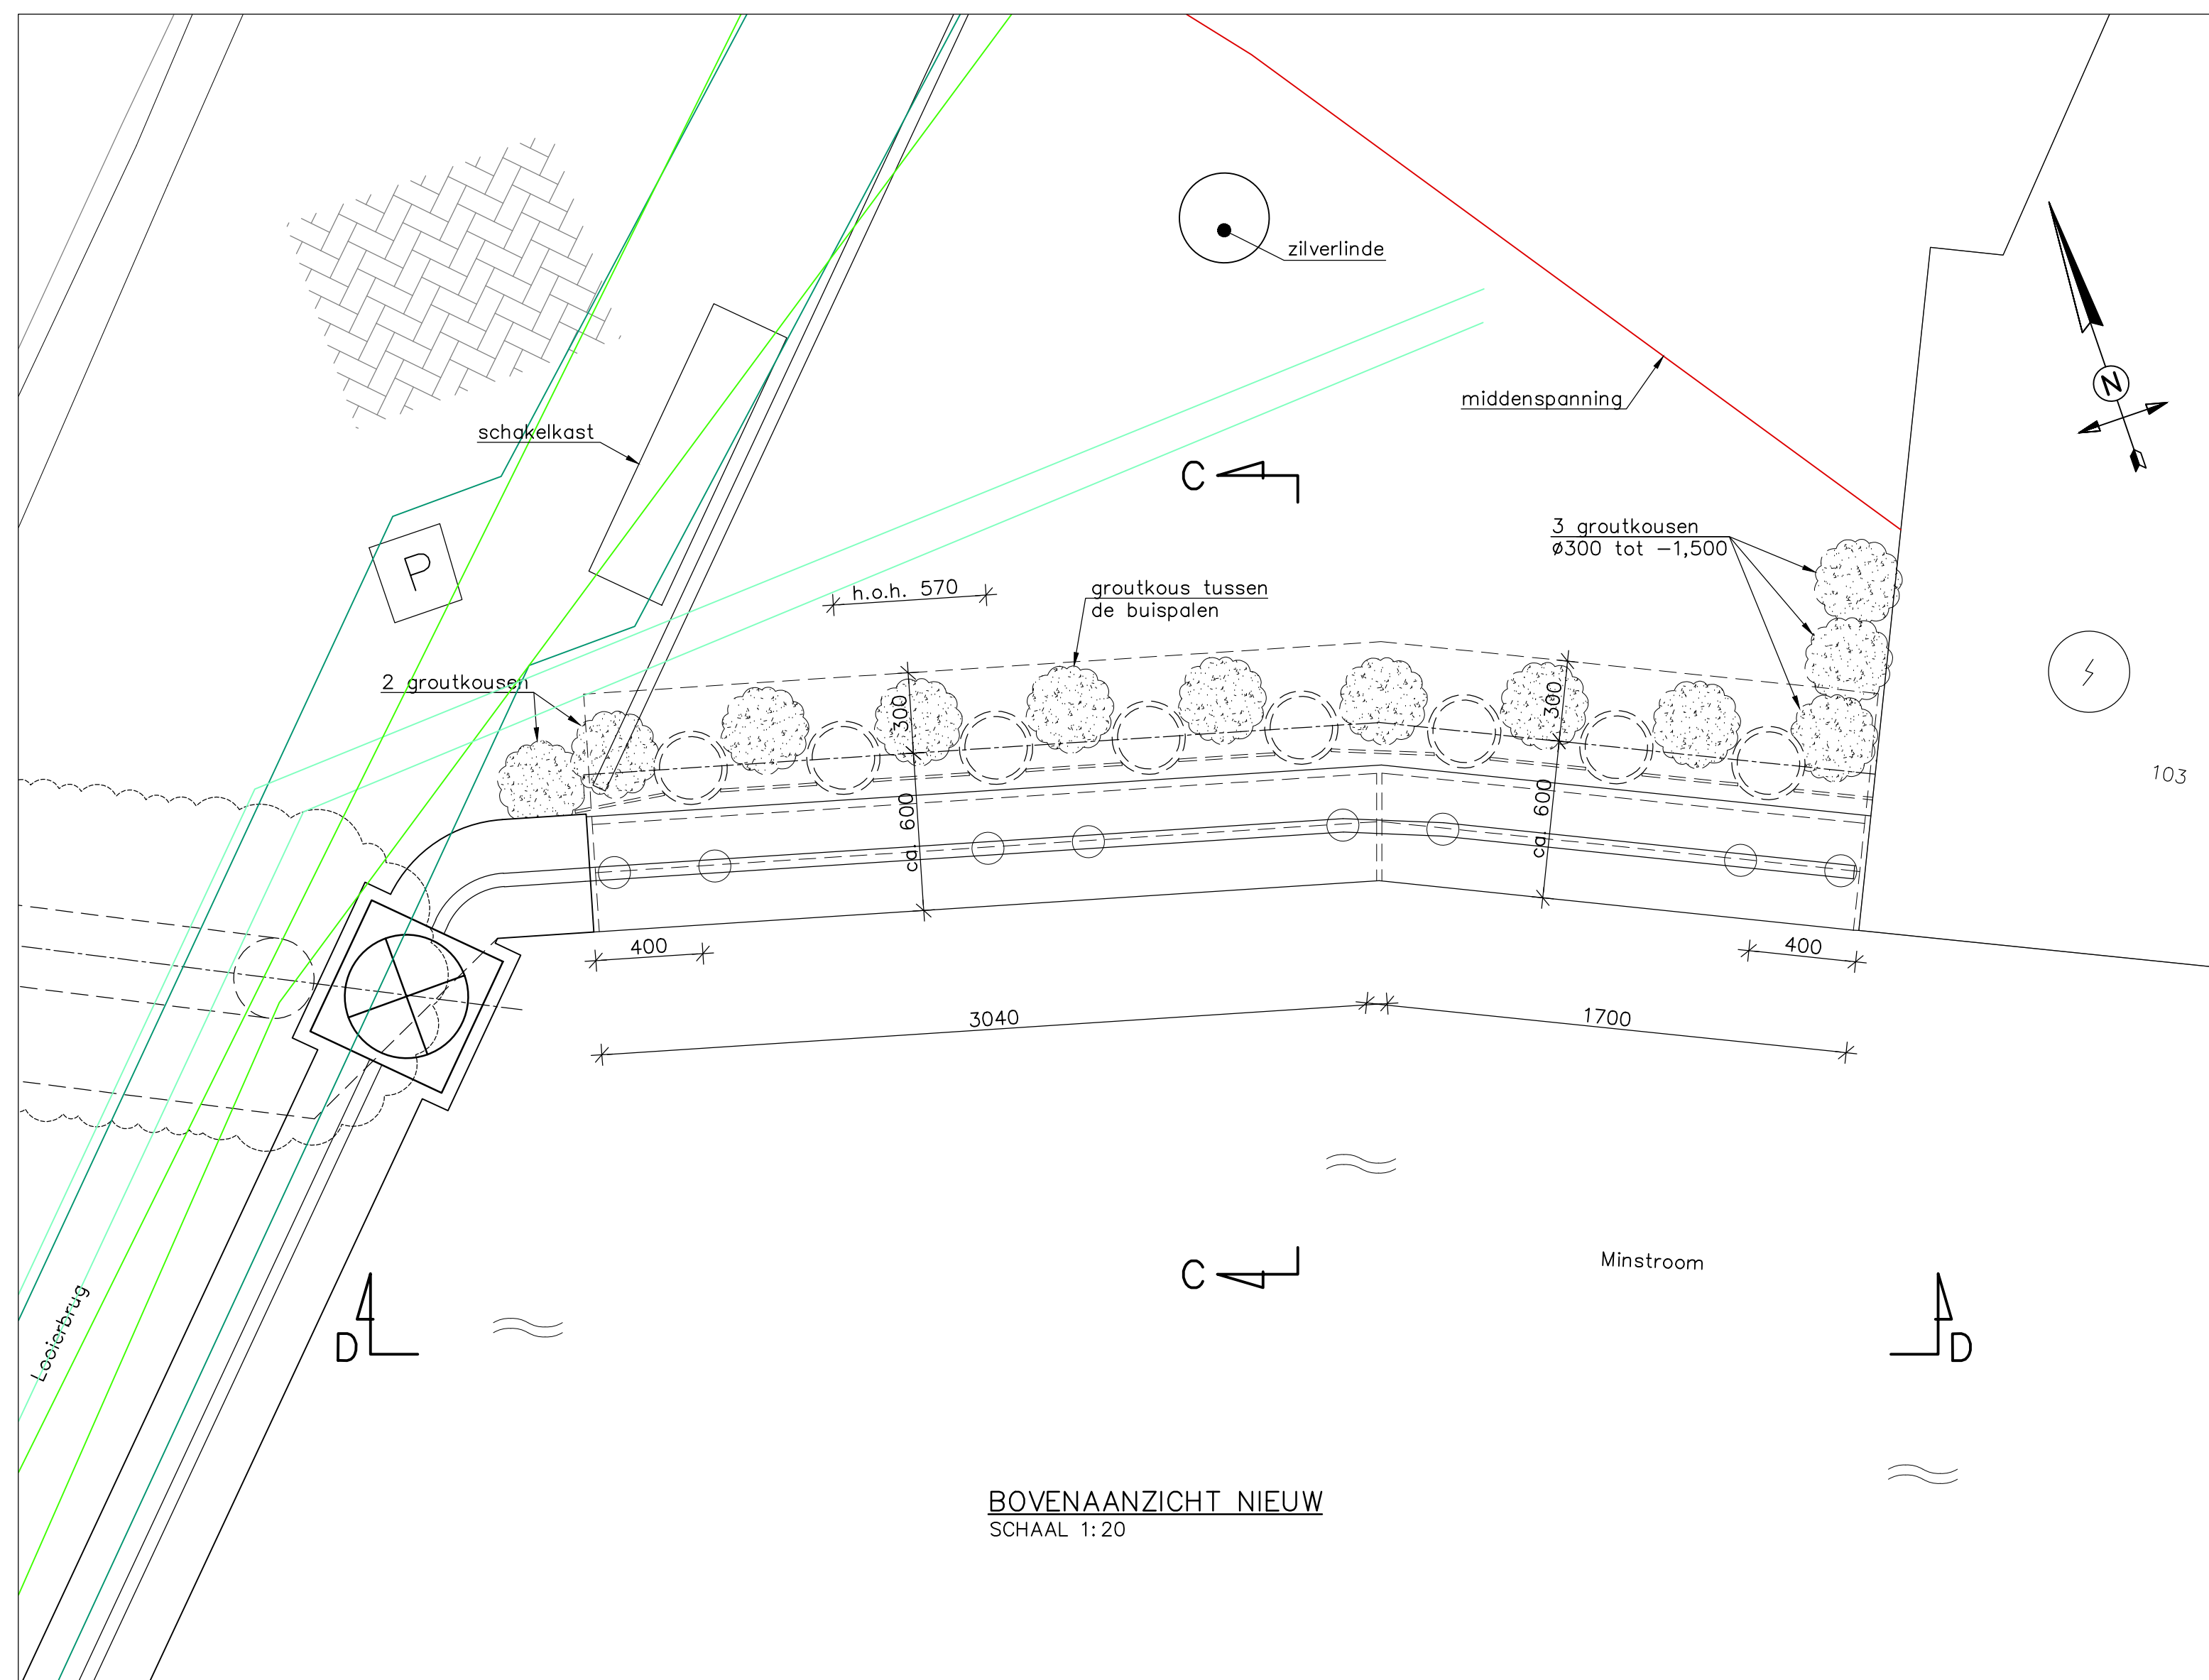 zilverlinde
middenspanning
schakelkast
N
C
3 groutkousen
ø300 tot -1,500
P
h.o.h. 570
groutkous tussen
de buispalen
2 groutkousen
300
300
103
ca. 600
ca. 600
400
400
3040
1700
Minstroom
C
Looierbrug
D
D
BOVENAANZICHT NIEUW
SCHAAL 1:20